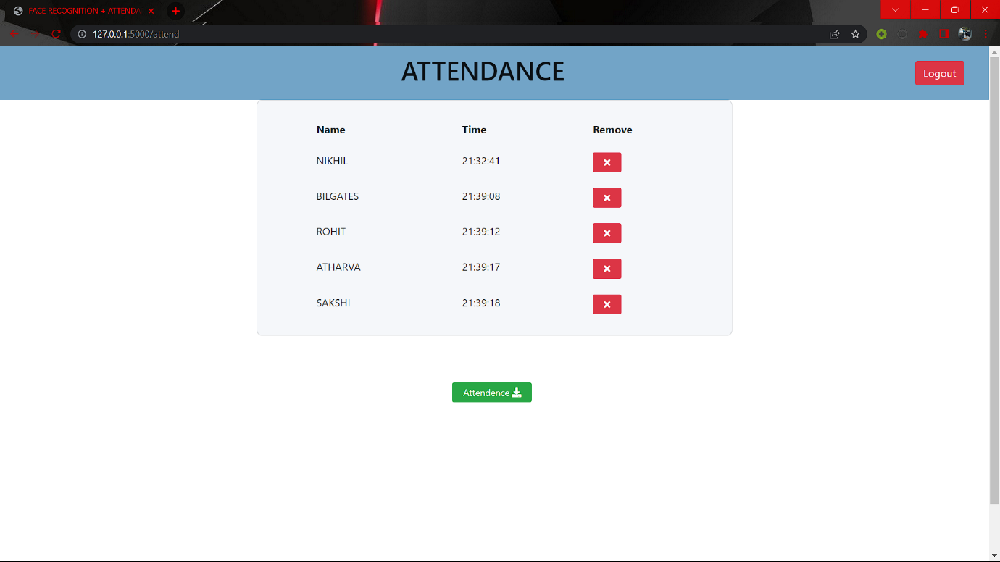 FACE RECOGNITION + ATTENDA
127.0.0.1:5000/attend
ATTENDANCE
Logout
Name Time Remove
NIKHIL 21:32:41
BILGATES 21:39:08
ROHIT 21:39:12
ATHARVA 21:39:17
SAKSHI 21:39:18
Attendence